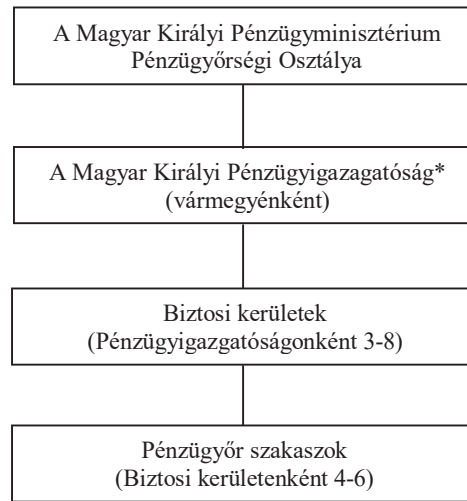 A Magyar Királyi Pénzügyminisztérium
Pénzügyőrségi Osztálya
A Magyar Királyi Pénzügyigazagatóság*
(vármegyénként)
Biztosi kerületek
(Pénzügyigazgatóságonként 3-8)
Pénzügyőr szakaszok
(Biztosi kerületenként 4-6)